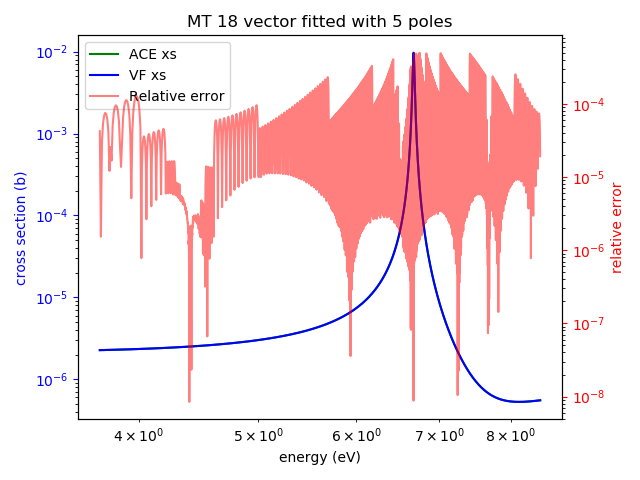 MT 18 vector fitted with 5 poles
ACE xs
VF xs
Relative error
10⁻²
10⁻³
10⁻⁴
10⁻⁵
10⁻⁶
cross section (b)
10⁻⁴
10⁻⁵
10⁻⁶
10⁻⁷
10⁻⁸
relative error
4 × 10⁰ 5 × 10⁰ 6 × 10⁰ 7 × 10⁰ 8 × 10⁰
energy (eV)